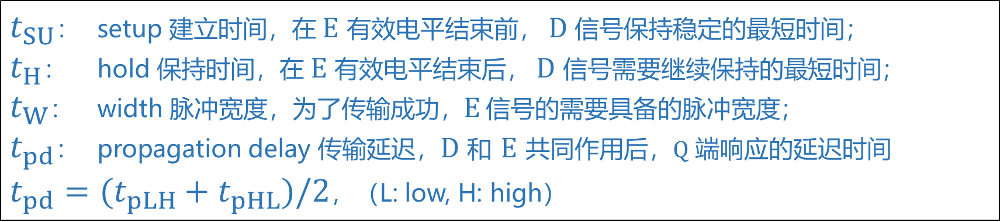 t_SU： setup 建立时间，在 E 有效电平结束前， D 信号保持稳定的最短时间；
t_H： hold 保持时间，在 E 有效电平结束后， D 信号需要继续保持的最短时间；
t_W： width 脉冲宽度，为了传输成功，E 信号的需要具备的脉冲宽度；
t_pd： propagation delay 传输延迟，D 和 E 共同作用后，Q 端响应的延迟时间
t_pd = (t_pLH + t_pHL)/2，（L: low, H: high）